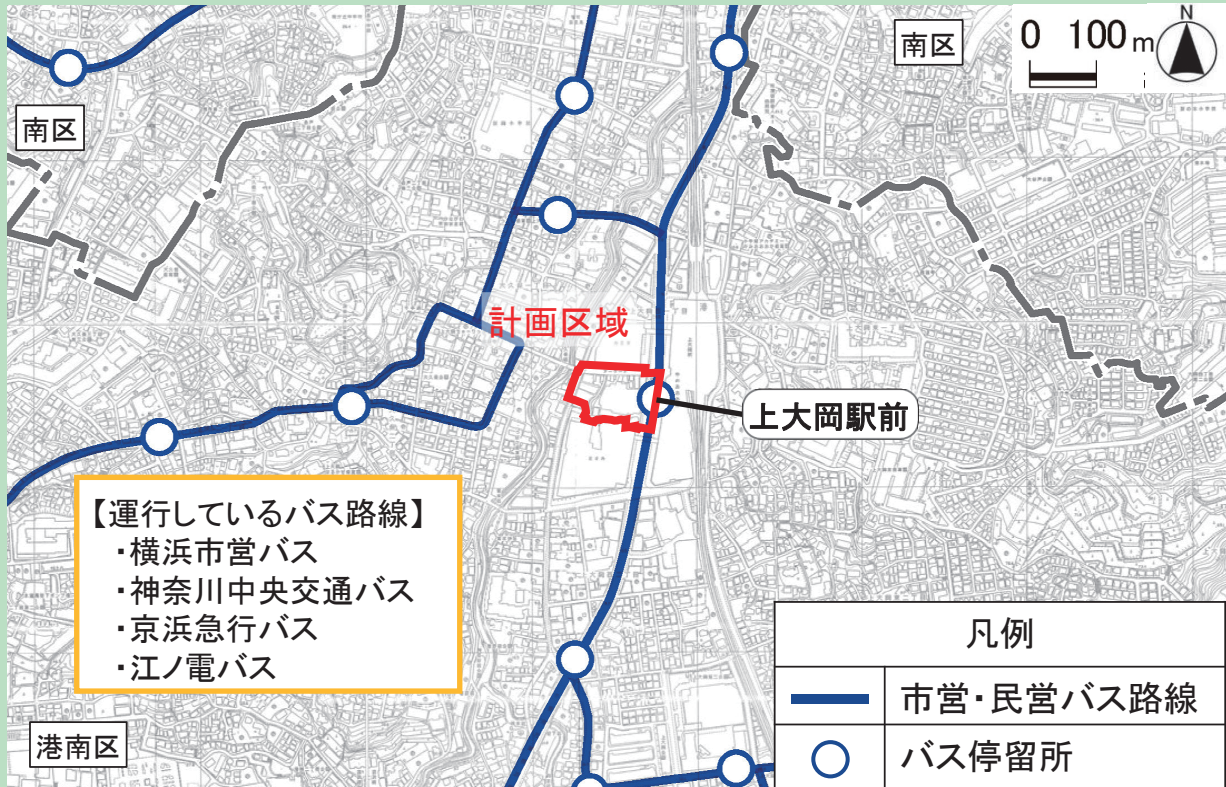 南区
0 100m
N
南区
計画区域
上大岡駅前
【運行しているバス路線】
・横浜市営バス
・神奈川中央交通バス
・京浜急行バス
・江ノ電バス
凡例
市営・民営バス路線
バス停留所
港南区